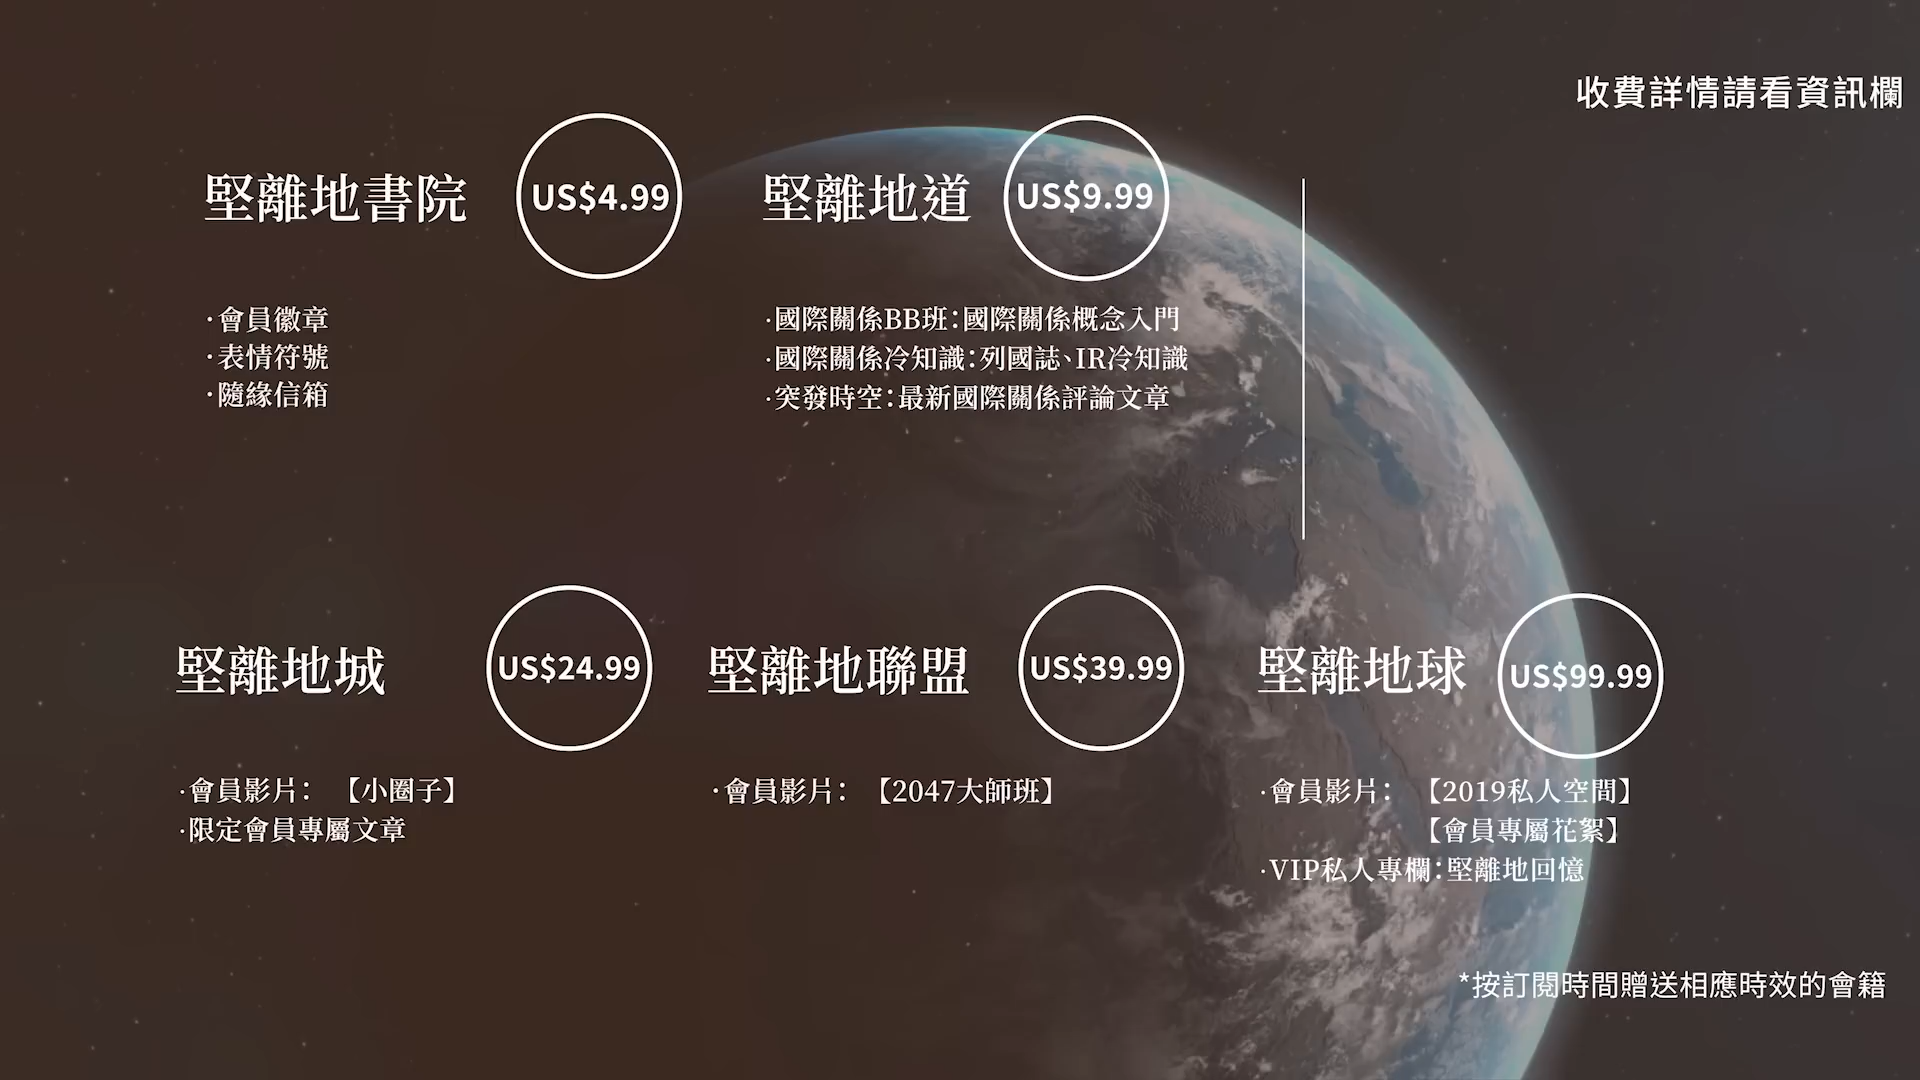 收費詳情請看資訊欄
堅離地書院
US$4.99
·會員徽章
·表情符號
·隨緣信箱
堅離地道
US$9.99
·國際關係BB班：國際關係概念入門
·國際關係冷知識：列國誌、IR冷知識
·突發時空：最新國際關係評論文章
堅離地城
US$24.99
·會員影片：【小圈子】
·限定會員專屬文章
堅離地聯盟
US$39.99
·會員影片：【2047大師班】
堅離地球
US$99.99
·會員影片：【2019私人空間】
【會員專屬花絮】
·VIP私人專欄：堅離地回憶
*按訂閱時間贈送相應時效的會籍